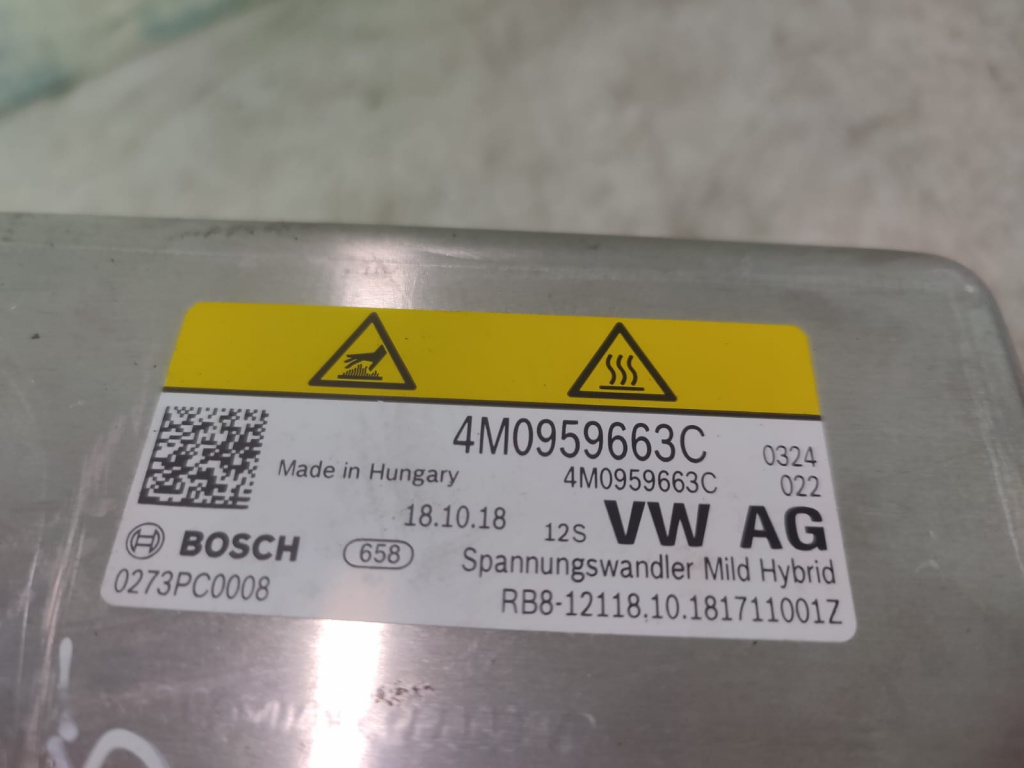 4M0959663C 0324
Made in Hungary 4M0959663C 022
18.10.18 12S VW AG
BOSCH 658 Spannungswandler Mild Hybrid
0273PC0008 RB8-12118.10.181711001Z